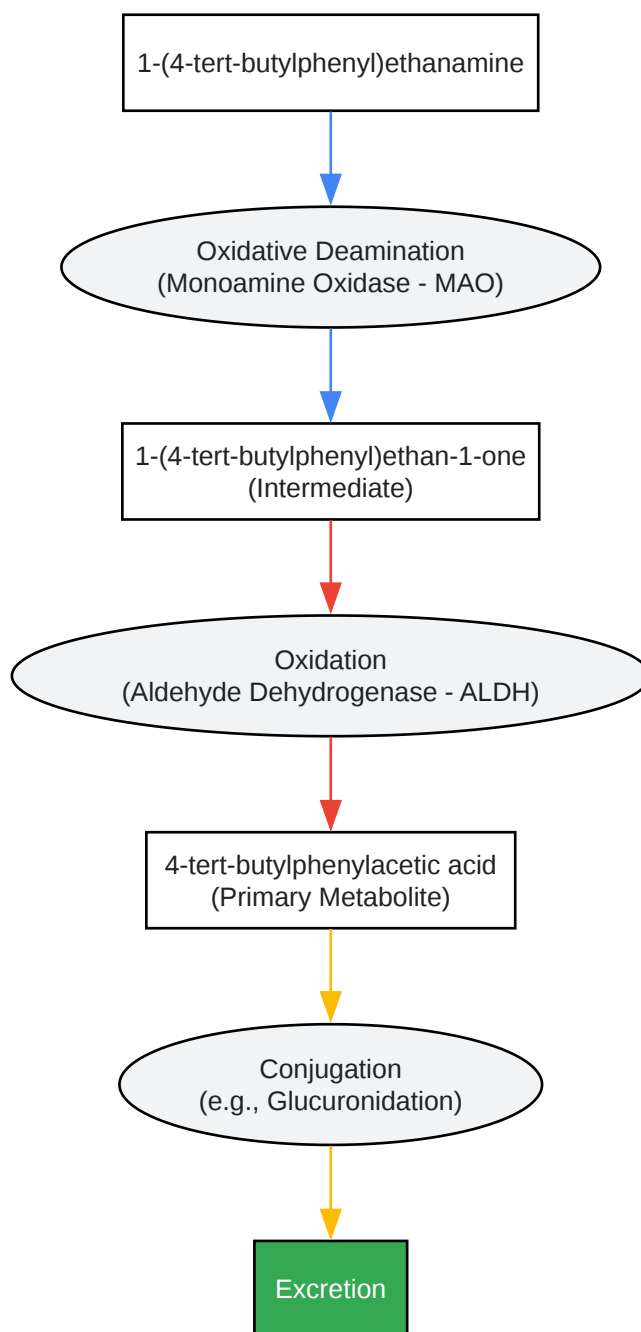 1-(4-tert-butylphenyl)ethanamine
Oxidative Deamination
(Monoamine Oxidase - MAO)
1-(4-tert-butylphenyl)ethan-1-one
(Intermediate)
Oxidation
(Aldehyde Dehydrogenase - ALDH)
4-tert-butylphenylacetic acid
(Primary Metabolite)
Conjugation
(e.g., Glucuronidation)
Excretion